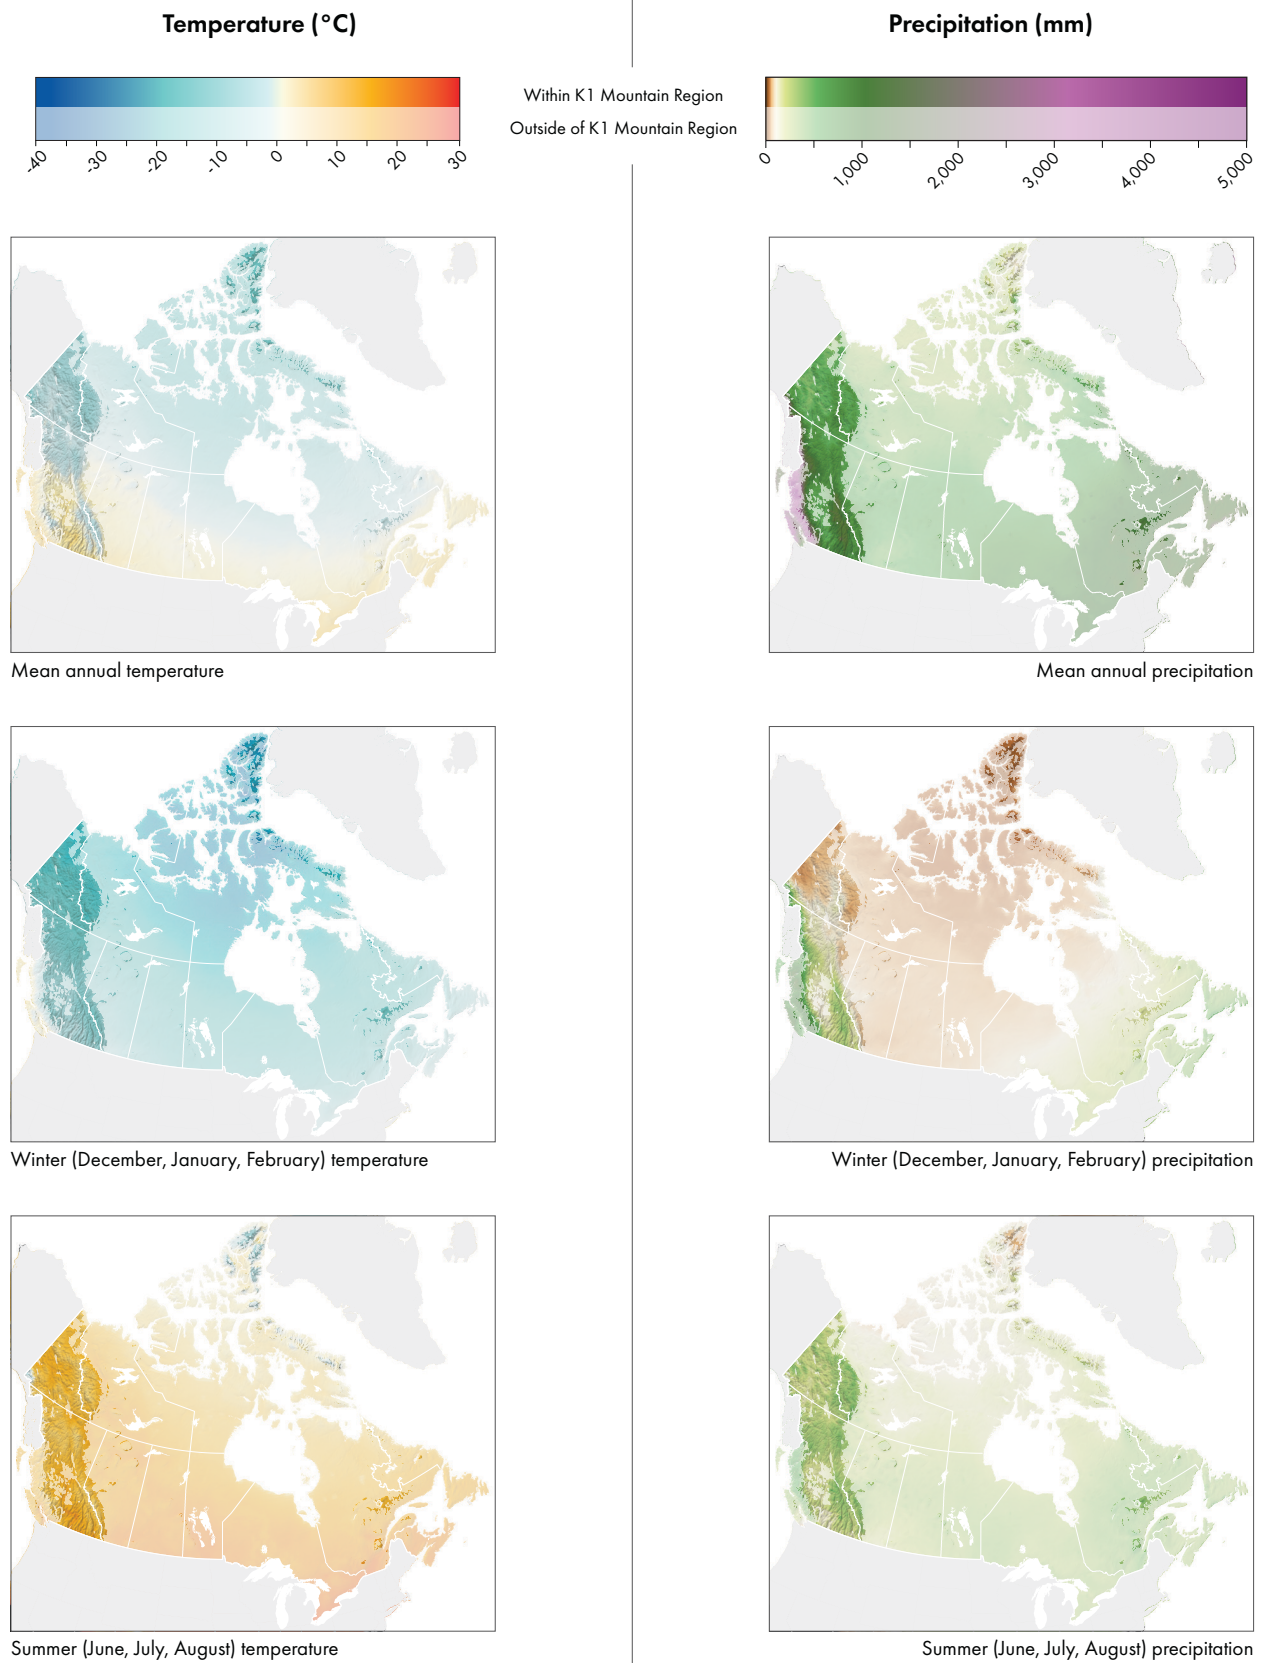 Temperature (°C)
Precipitation (mm)
Within K1 Mountain Region
Outside of K1 Mountain Region
-40 -30 -20 -10 0 10 20 30
0 1,000 2,000 3,000 4,000 5,000
Mean annual temperature
Mean annual precipitation
Winter (December, January, February) temperature
Winter (December, January, February) precipitation
Summer (June, July, August) temperature
Summer (June, July, August) precipitation